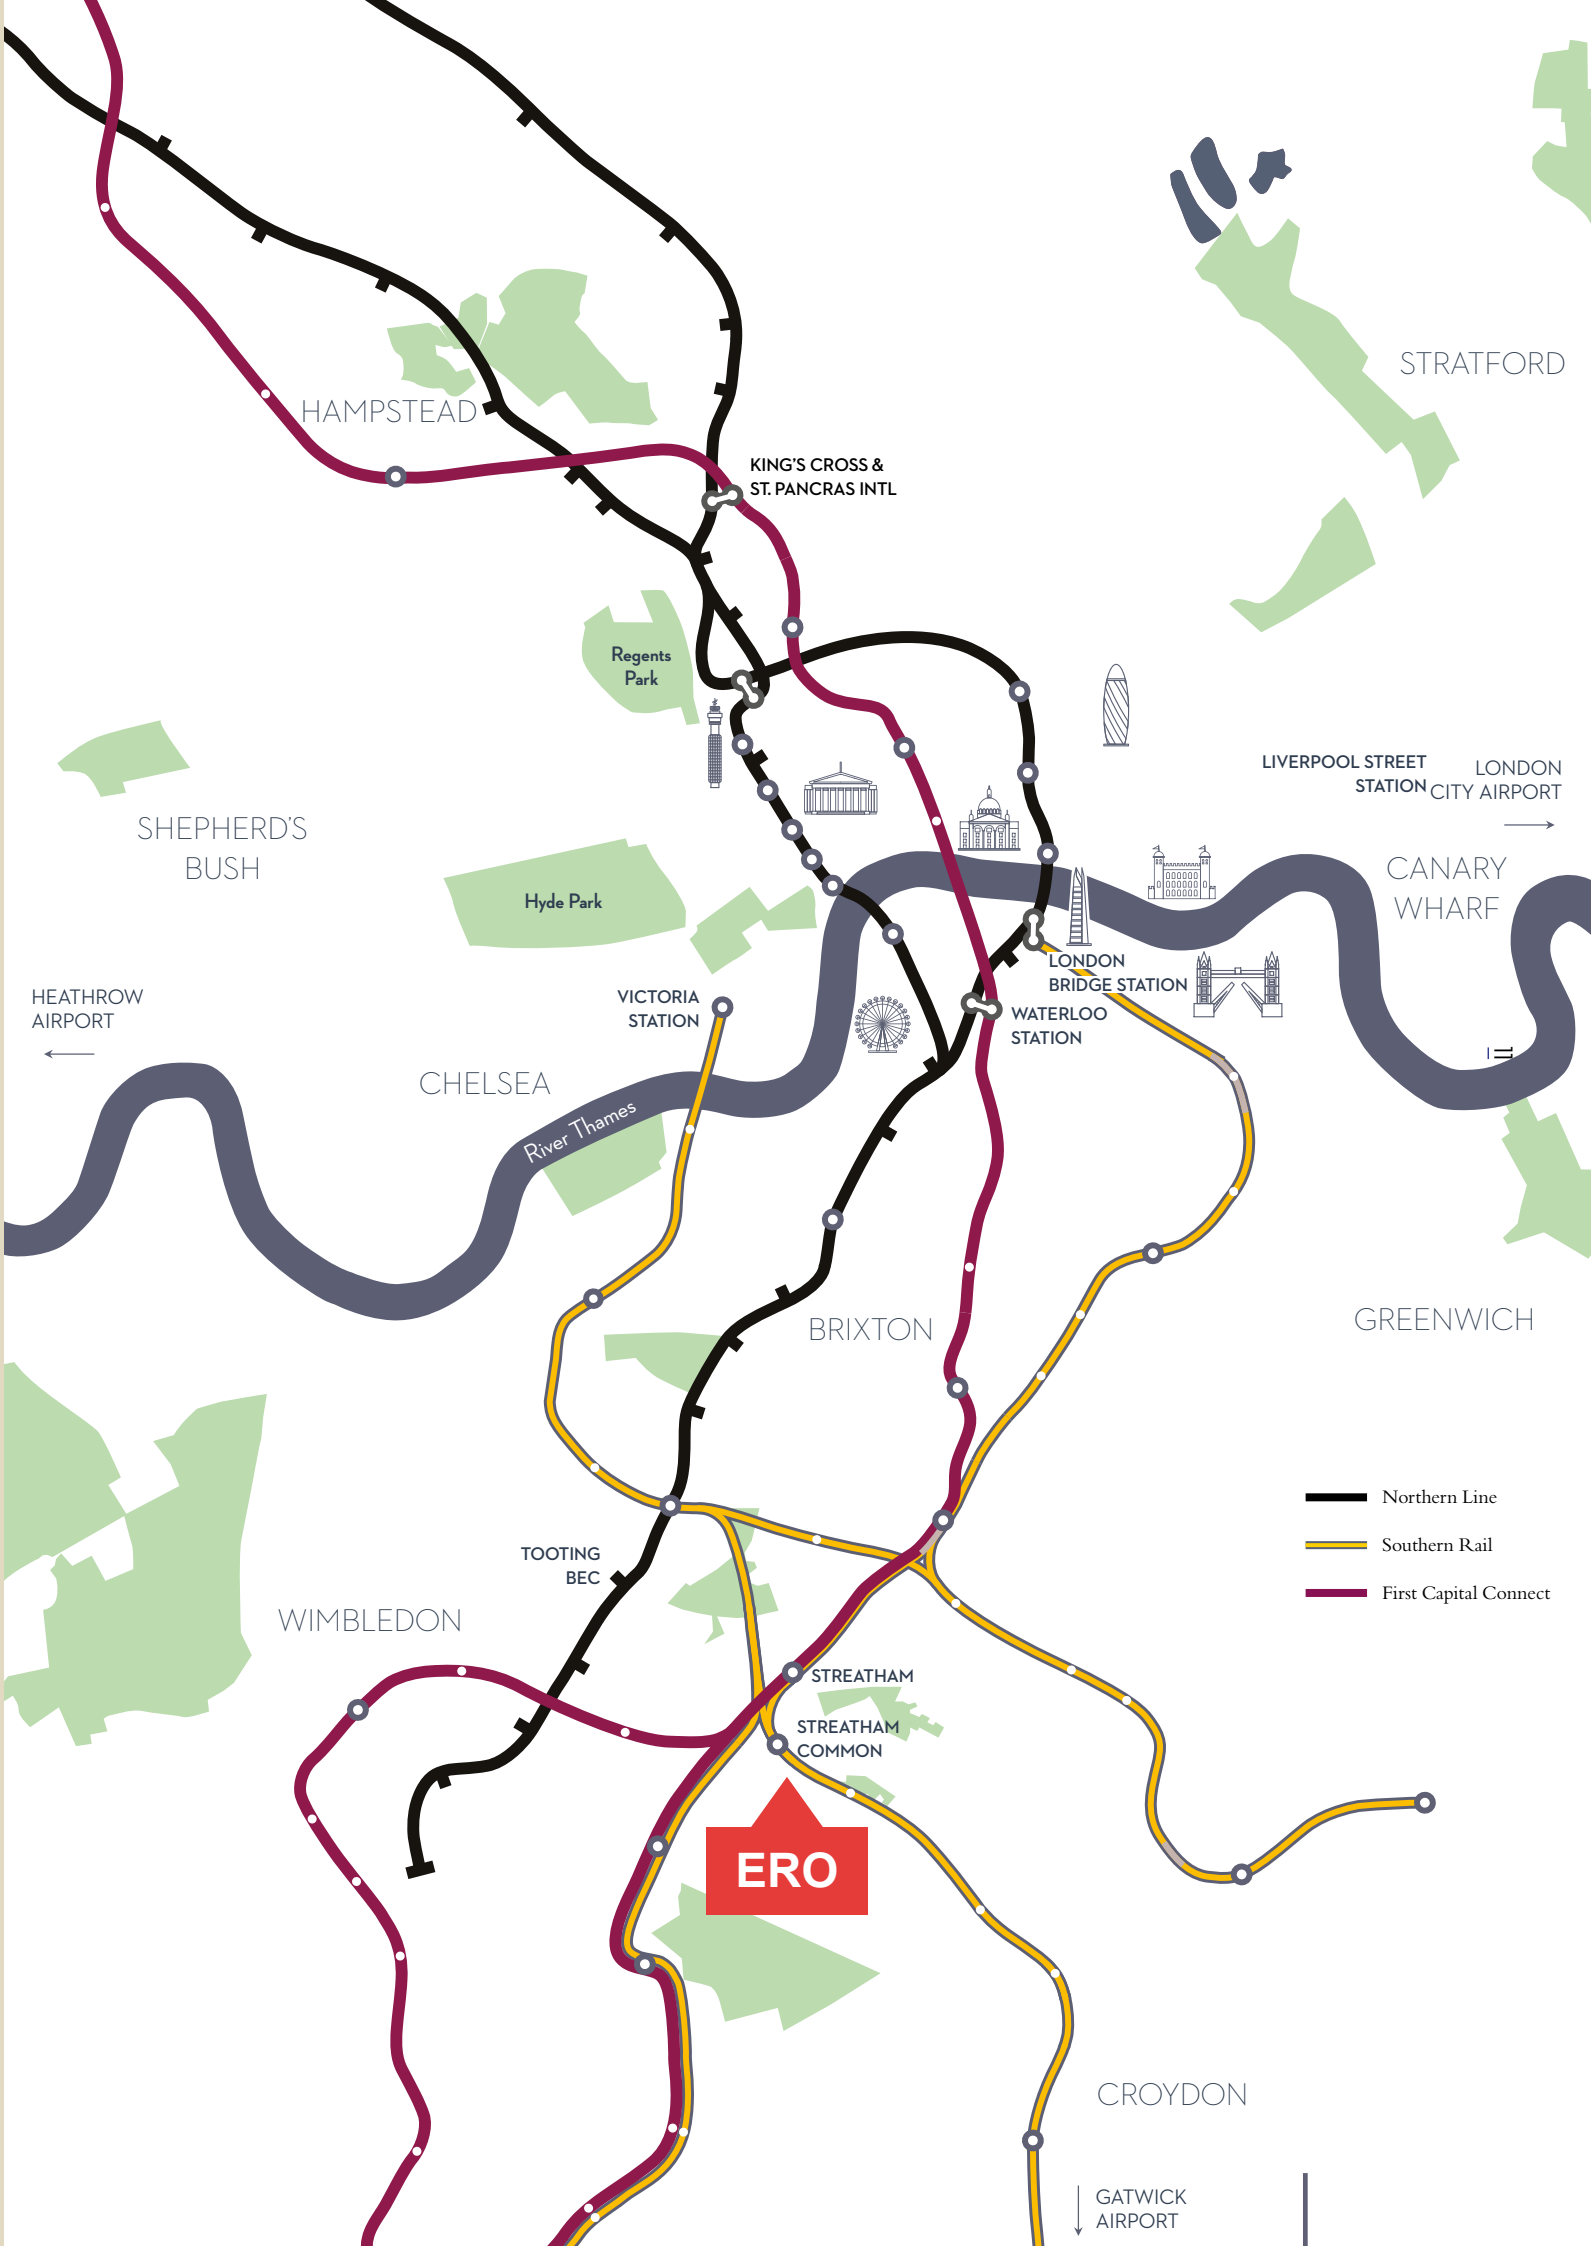 STRATFORD
HAMPSTEAD
KING'S CROSS &
ST. PANCRAS INTL
Regents
Park
LIVERPOOL STREET
STATION
LONDON
CITY AIRPORT
SHEPHERD'S
BUSH
CANARY
WHARF
Hyde Park
LONDON
BRIDGE STATION
HEATHROW
AIRPORT
VICTORIA
STATION
WATERLOO
STATION
CHELSEA
River Thames
BRIXTON
GREENWICH
Northern Line
Southern Rail
First Capital Connect
TOOTING
BEC
WIMBLEDON
STREATHAM
STREATHAM
COMMON
ERO
CROYDON
GATWICK
AIRPORT